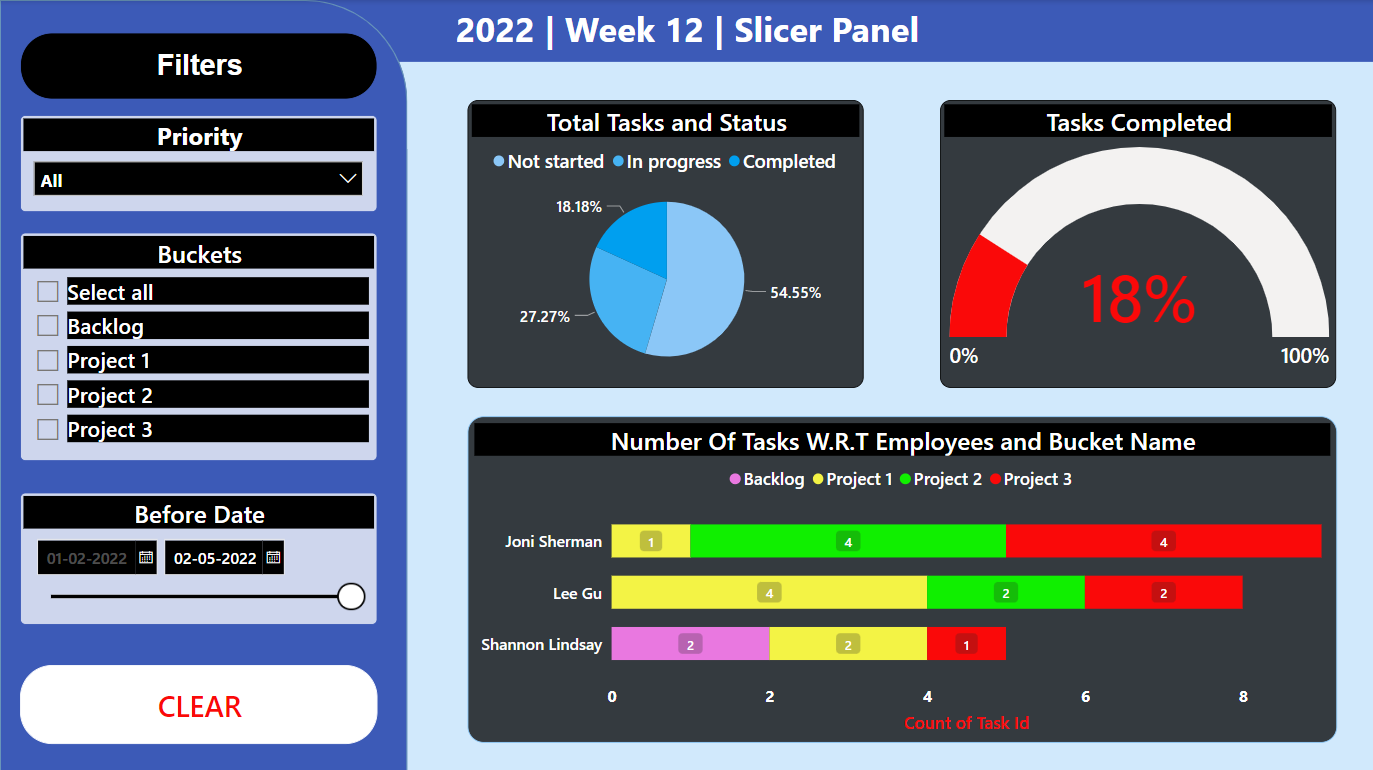 2022 | Week 12 | Slicer Panel
Filters
Priority
All
Buckets
Select all
Backlog
Project 1
Project 2
Project 3
Before Date
01-02-2022 02-05-2022
CLEAR
Total Tasks and Status
Not started In progress Completed
18.18%
54.55%
27.27%
Tasks Completed
18%
0% 100%
Number Of Tasks W.R.T Employees and Bucket Name
Backlog Project 1 Project 2 Project 3
Joni Sherman 1 4 4
Lee Gu 4 2 2
Shannon Lindsay 2 2 1
0 2 4 6 8
Count of Task Id